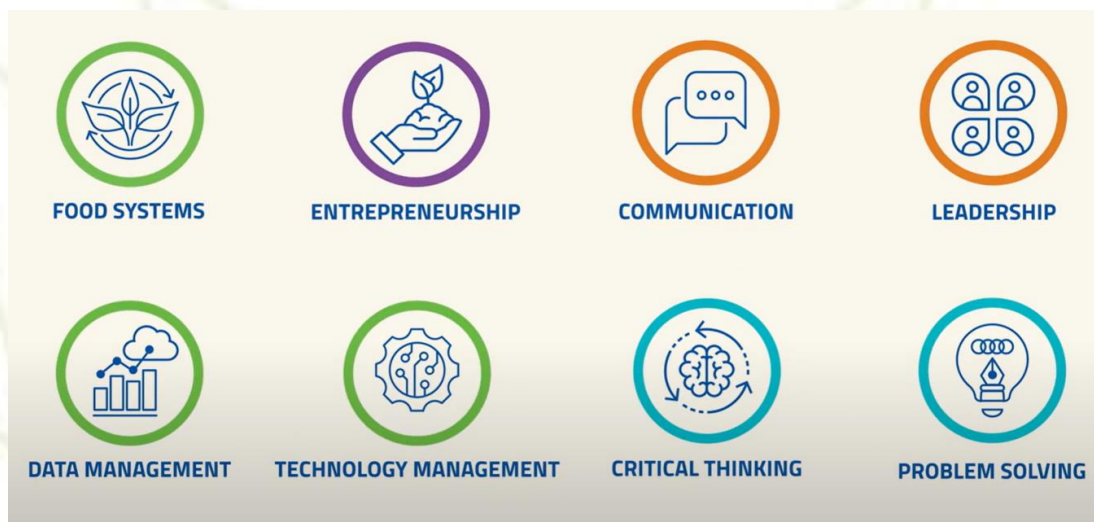 FOOD SYSTEMS
ENTREPRENEURSHIP
COMMUNICATION
LEADERSHIP
DATA MANAGEMENT
TECHNOLOGY MANAGEMENT
CRITICAL THINKING
PROBLEM SOLVING